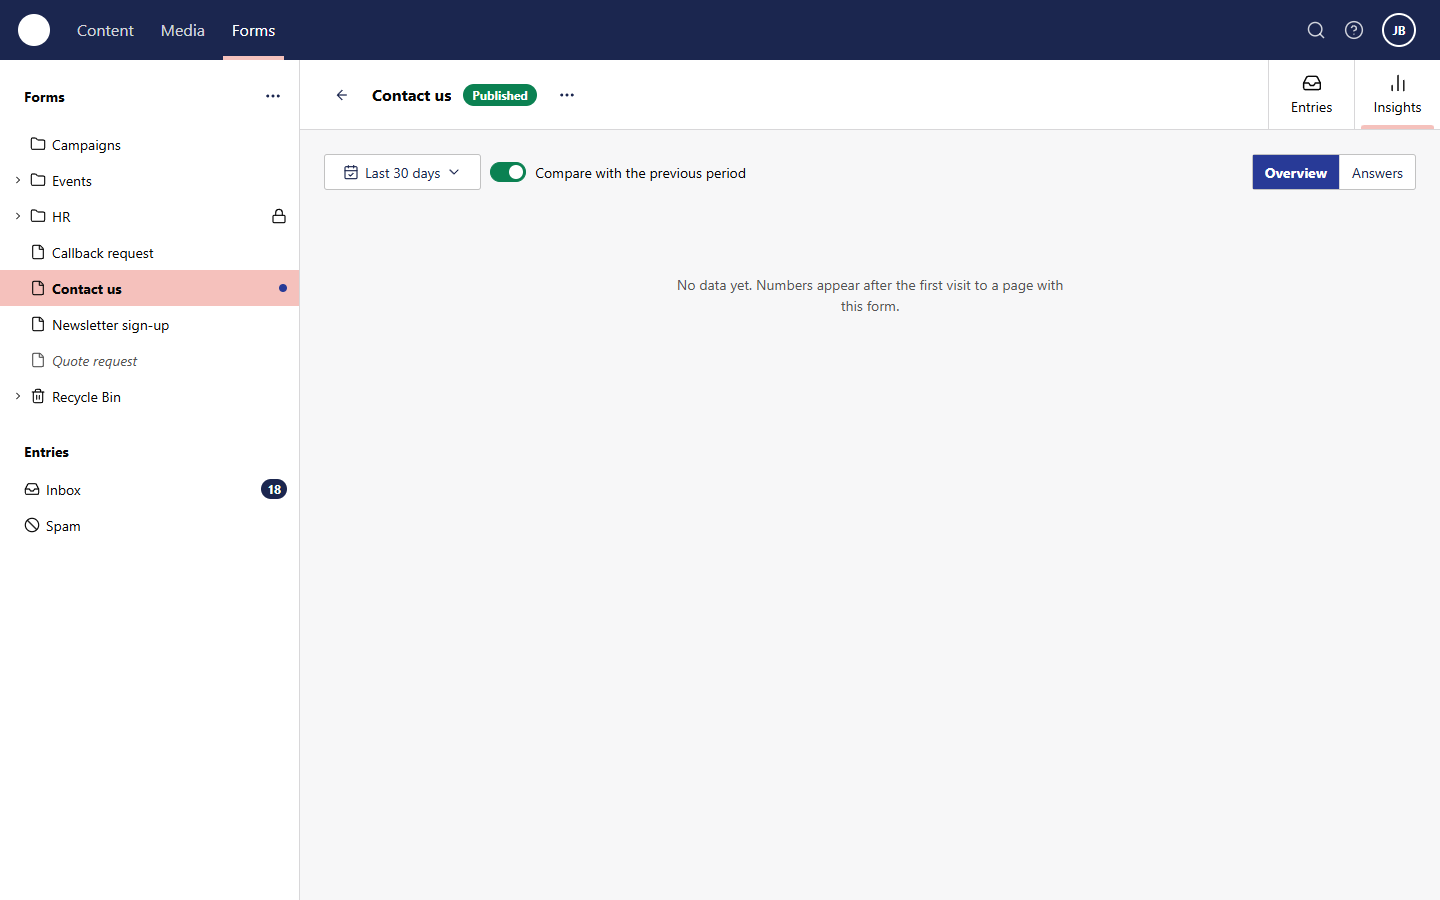 Content
Media
Forms
JB
Forms
Campaigns
Events
HR
Callback request
Contact us
Newsletter sign-up
Quote request
Recycle Bin
Entries
Inbox
18
Spam
Contact us
Published
Entries
Insights
Last 30 days
Compare with the previous period
Overview
Answers
No data yet. Numbers appear after the first visit to a page with
this form.